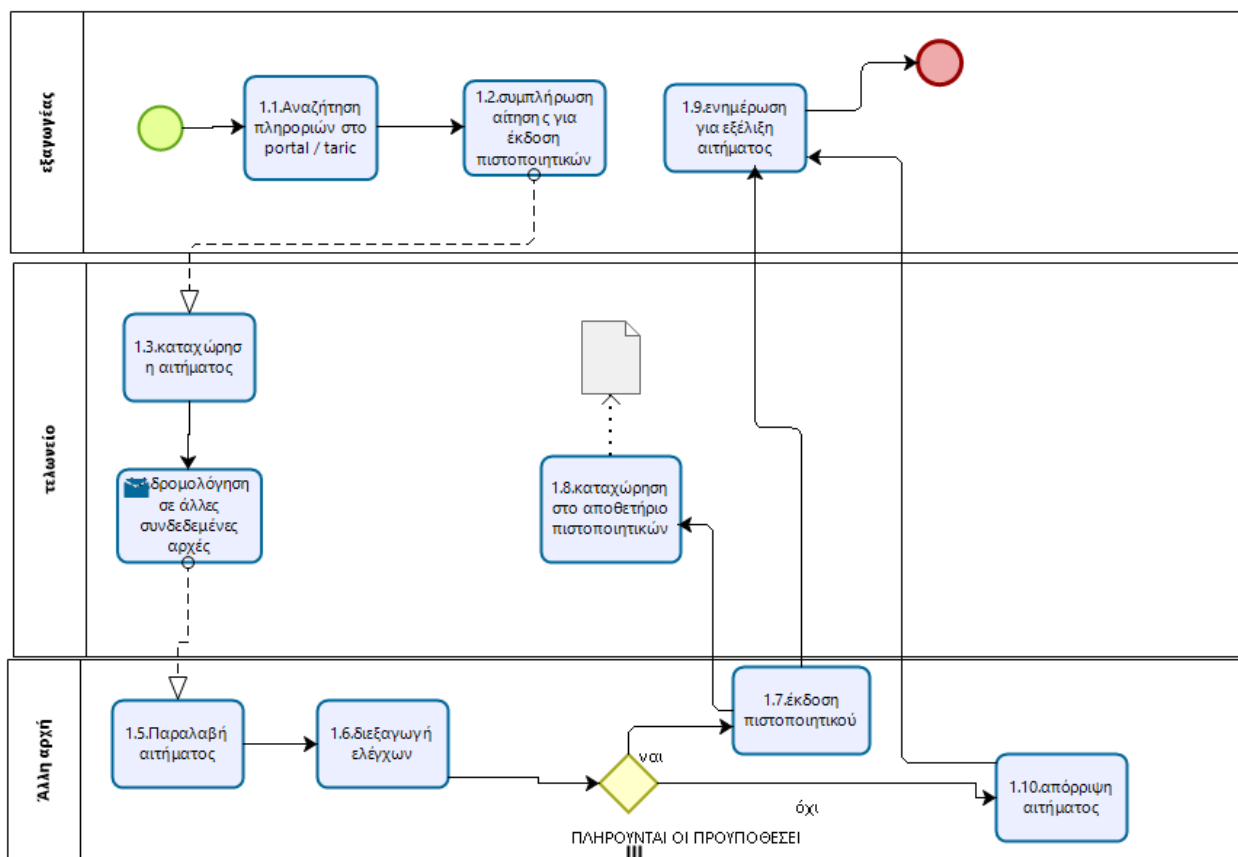 εξαγωγέας
1.1.Αναζήτηση
πληροριών στο
portal / taric
1.2.συμπλήρωση
αίτησης για
έκδοση
πιστοποιητικών
1.9.ενημέρωση
για εξέλιξη
αιτήματος
τελωνείο
1.3.καταχώρησ
η αιτήματος
δρομολόγηση
σε άλλες
συνδεδεμένες
αρχές
1.8.καταχώρηση
στο αποθετήριο
πιστοποιητικών
Άλλη αρχή
1.5.Παραλαβή
αιτήματος
1.6.διεξαγωγή
ελέγχων
ναι
1.7.έκδοση
πιστοποιητικού
όχι
1.10.απόρριψη
αιτήματος
ΠΛΗΡΟΥΝΤΑΙ ΟΙ ΠΡΟΥΠΟΘΕΣΕΙ